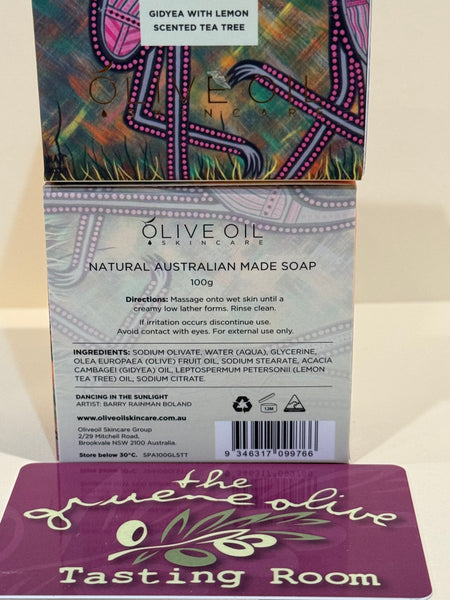 GIDYEA WITH LEMON
SCENTED TEA TREE
OLIVE OIL
SKINCARE
OLIVE OIL
SKINCARE
NATURAL AUSTRALIAN MADE SOAP
100g
Directions: Massage onto wet skin until a
creamy low lather forms. Rinse clean.
If irritation occurs discontinue use.
Avoid contact with eyes. For external use only.
INGREDIENTS: SODIUM OLIVATE, WATER (AQUA), GLYCERINE,
OLEA EUROPAEA (OLIVE) FRUIT OIL, SODIUM STEARATE, ACACIA
CAMBAGEI (GIDYEA) OIL, LEPTOSPERMUM PETERSONII (LEMON
TEA TREE) OIL, SODIUM CITRATE.
DANCING IN THE SUNLIGHT
ARTIST: BARRY RAINMAN BOLAND
www.oliveoilskincare.com.au
Oliveoil Skincare Group
2/29 Mitchell Road,
Brookvale NSW 2100 Australia.
Store below 30°C. SPA100GLSTT
12M
9 346317 099766
the
gruene olive
Tasting Room